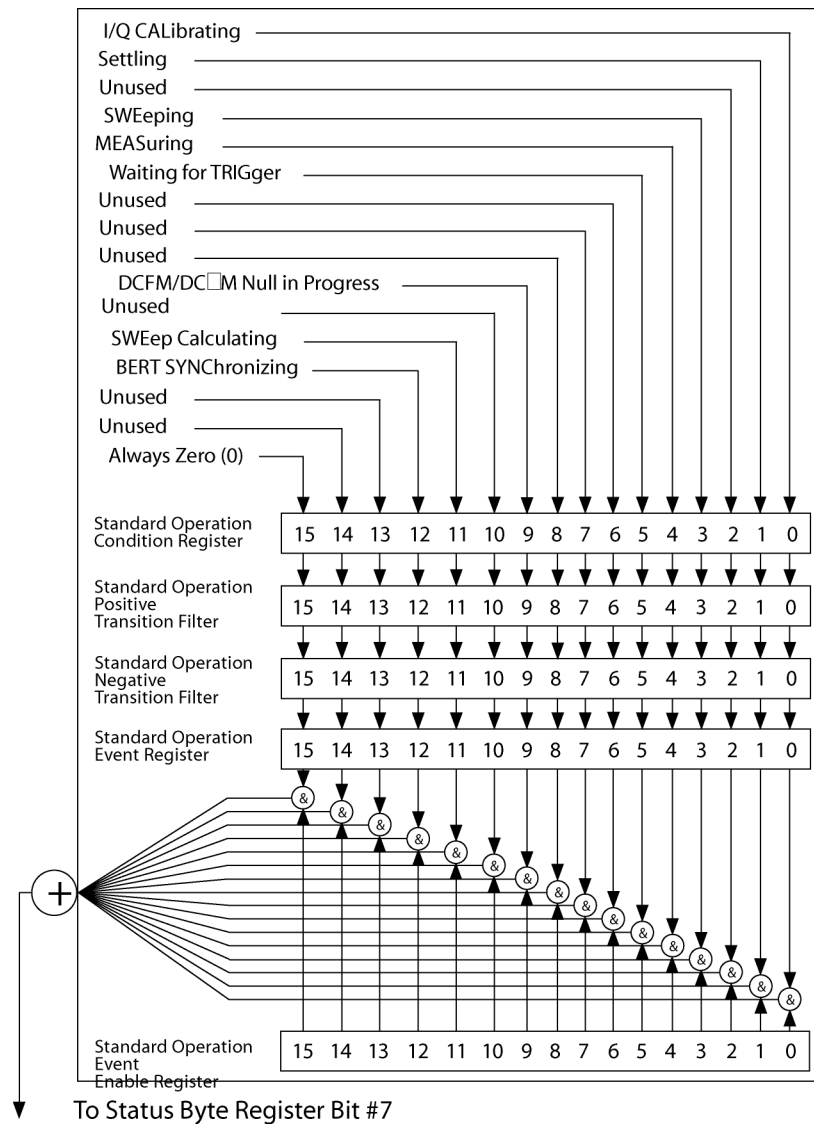 I/Q CALibrating
Settling
Unused
SWEeping
MEASuring
Waiting for TRIGger
Unused
Unused
Unused
DCFM/DC□M Null in Progress
Unused
SWEep Calculating
BERT SYNChronizing
Unused
Unused
Always Zero (0)
Standard Operation
Condition Register
15 14 13 12 11 10 9 8 7 6 5 4 3 2 1 0
Standard Operation
Positive
Transition Filter
15 14 13 12 11 10 9 8 7 6 5 4 3 2 1 0
Standard Operation
Negative
Transition Filter
15 14 13 12 11 10 9 8 7 6 5 4 3 2 1 0
Standard Operation
Event Register
15 14 13 12 11 10 9 8 7 6 5 4 3 2 1 0
& & & & & & & & & & & & & & & &
+
Standard Operation
Event
Enable Register
15 14 13 12 11 10 9 8 7 6 5 4 3 2 1 0
To Status Byte Register Bit #7